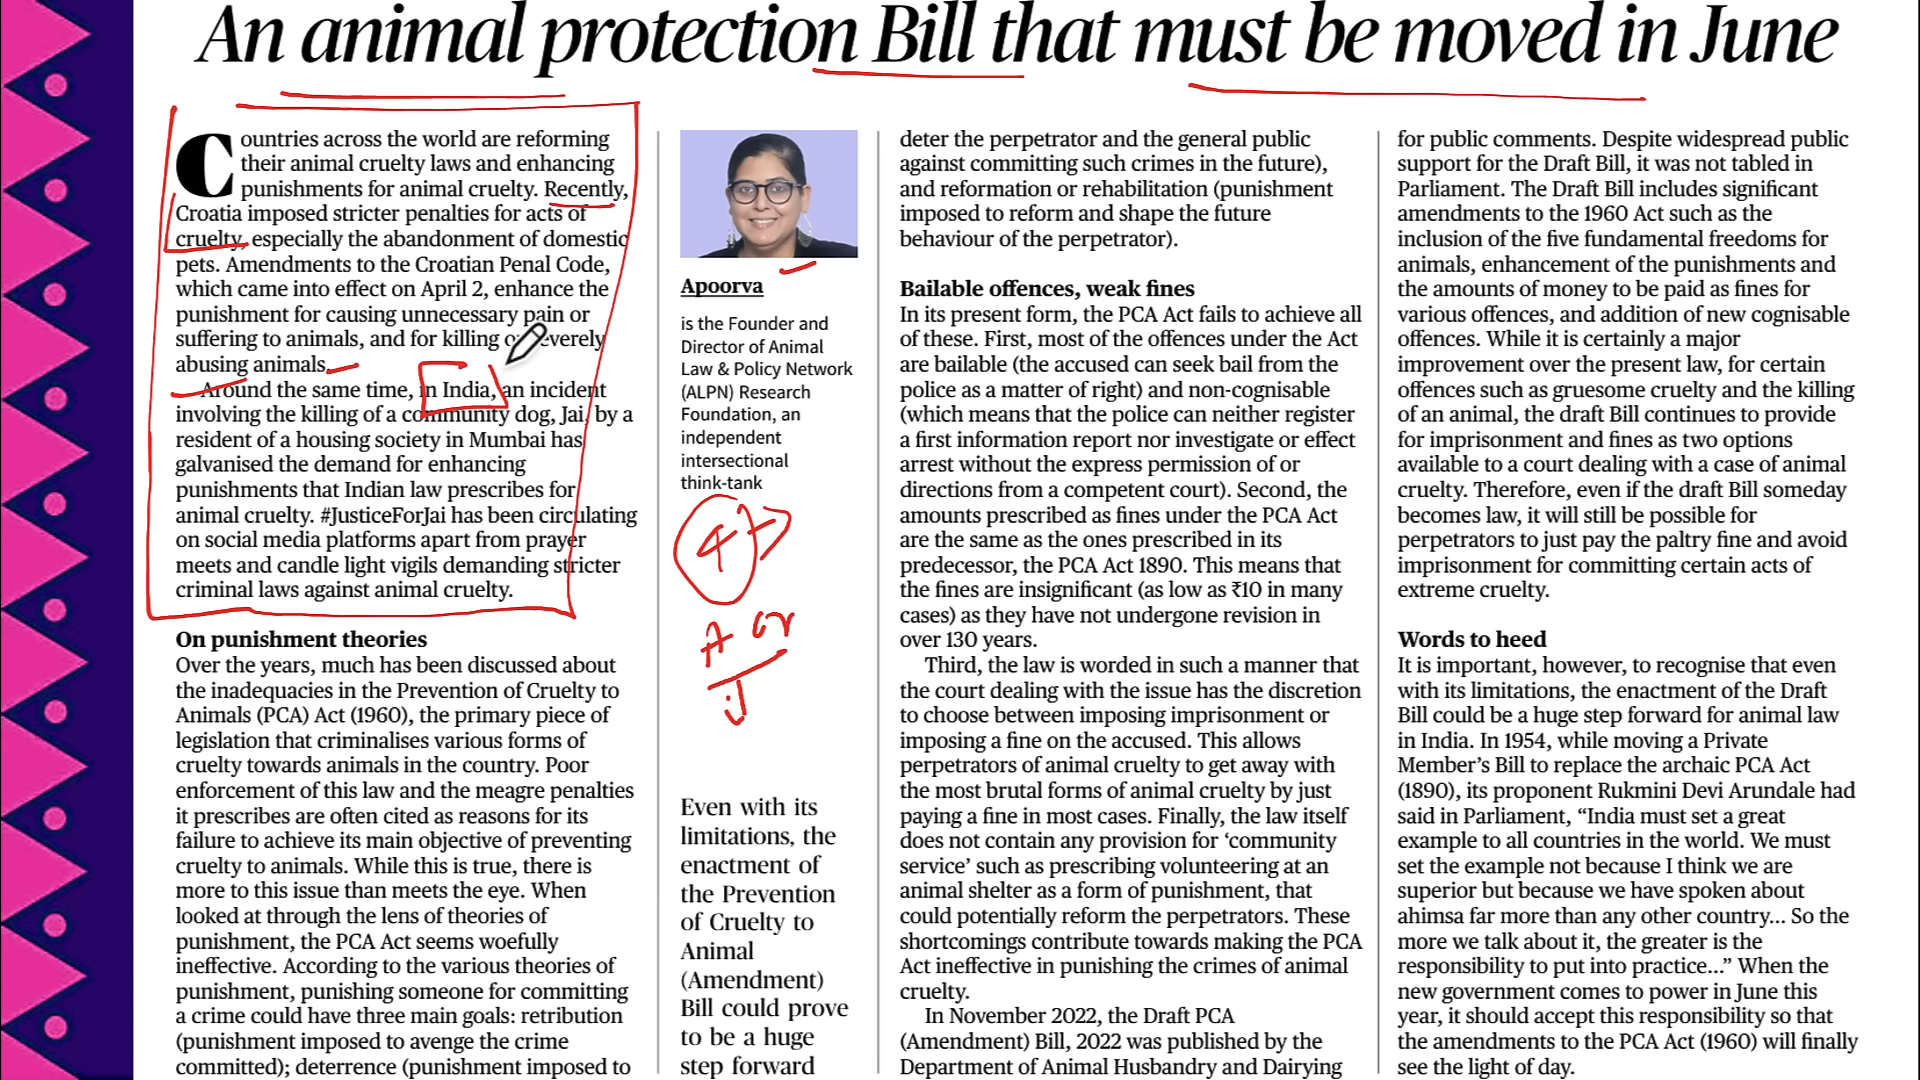 An animal protection Bill that must be moved in June
Countries across the world are reforming
their animal cruelty laws and enhancing
punishments for animal cruelty. Recently,
Croatia imposed stricter penalties for acts of
cruelty, especially the abandonment of domestic
pets. Amendments to the Croatian Penal Code,
which came into effect on April 2, enhance the
punishment for causing unnecessary pain or
suffering to animals, and for killing or severely
abusing animals.
Around the same time, in India, an incident
involving the killing of a community dog, Jai, by a
resident of a housing society in Mumbai has
galvanised the demand for enhancing
punishments that Indian law prescribes for
animal cruelty. #JusticeForJai has been circulating
on social media platforms apart from prayer
meets and candle light vigils demanding stricter
criminal laws against animal cruelty.
On punishment theories
Over the years, much has been discussed about
the inadequacies in the Prevention of Cruelty to
Animals (PCA) Act (1960), the primary piece of
legislation that criminalises various forms of
cruelty towards animals in the country. Poor
enforcement of this law and the meagre penalties
it prescribes are often cited as reasons for its
failure to achieve its main objective of preventing
cruelty to animals. While this is true, there is
more to this issue than meets the eye. When
looked at through the lens of theories of
punishment, the PCA Act seems woefully
ineffective. According to the various theories of
punishment, punishing someone for committing
a crime could have three main goals: retribution
(punishment imposed to avenge the crime
committed); deterrence (punishment imposed to
Apoorva
is the Founder and
Director of Animal
Law & Policy Network
(ALPN) Research
Foundation, an
independent
intersectional
think-tank
A or
J
Even with its
limitations, the
enactment of
the Prevention
of Cruelty to
Animal
(Amendment)
Bill could prove
to be a huge
step forward
deter the perpetrator and the general public
against committing such crimes in the future),
and reformation or rehabilitation (punishment
imposed to reform and shape the future
behaviour of the perpetrator).
Bailable offences, weak fines
In its present form, the PCA Act fails to achieve all
of these. First, most of the offences under the Act
are bailable (the accused can seek bail from the
police as a matter of right) and non-cognisable
(which means that the police can neither register
a first information report nor investigate or effect
arrest without the express permission of or
directions from a competent court). Second, the
amounts prescribed as fines under the PCA Act
are the same as the ones prescribed in its
predecessor, the PCA Act 1890. This means that
the fines are insignificant (as low as ₹10 in many
cases) as they have not undergone revision in
over 130 years.
Third, the law is worded in such a manner that
the court dealing with the issue has the discretion
to choose between imposing imprisonment or
imposing a fine on the accused. This allows
perpetrators of animal cruelty to get away with
the most brutal forms of animal cruelty by just
paying a fine in most cases. Finally, the law itself
does not contain any provision for ‘community
service’ such as prescribing volunteering at an
animal shelter as a form of punishment, that
could potentially reform the perpetrators. These
shortcomings contribute towards making the PCA
Act ineffective in punishing the crimes of animal
cruelty.
In November 2022, the Draft PCA
(Amendment) Bill, 2022 was published by the
Department of Animal Husbandry and Dairying
for public comments. Despite widespread public
support for the Draft Bill, it was not tabled in
Parliament. The Draft Bill includes significant
amendments to the 1960 Act such as the
inclusion of the five fundamental freedoms for
animals, enhancement of the punishments and
the amounts of money to be paid as fines for
various offences, and addition of new cognisable
offences. While it is certainly a major
improvement over the present law, for certain
offences such as gruesome cruelty and the killing
of an animal, the draft Bill continues to provide
for imprisonment and fines as two options
available to a court dealing with a case of animal
cruelty. Therefore, even if the draft Bill someday
becomes law, it will still be possible for
perpetrators to just pay the paltry fine and avoid
imprisonment for committing certain acts of
extreme cruelty.
Words to heed
It is important, however, to recognise that even
with its limitations, the enactment of the Draft
Bill could be a huge step forward for animal law
in India. In 1954, while moving a Private
Member’s Bill to replace the archaic PCA Act
(1890), its proponent Rukmini Devi Arundale had
said in Parliament, “India must set a great
example to all countries in the world. We must
set the example not because I think we are
superior but because we have spoken about
ahimsa far more than any other country... So the
more we talk about it, the greater is the
responsibility to put into practice...” When the
new government comes to power in June this
year, it should accept this responsibility so that
the amendments to the PCA Act (1960) will finally
see the light of day.